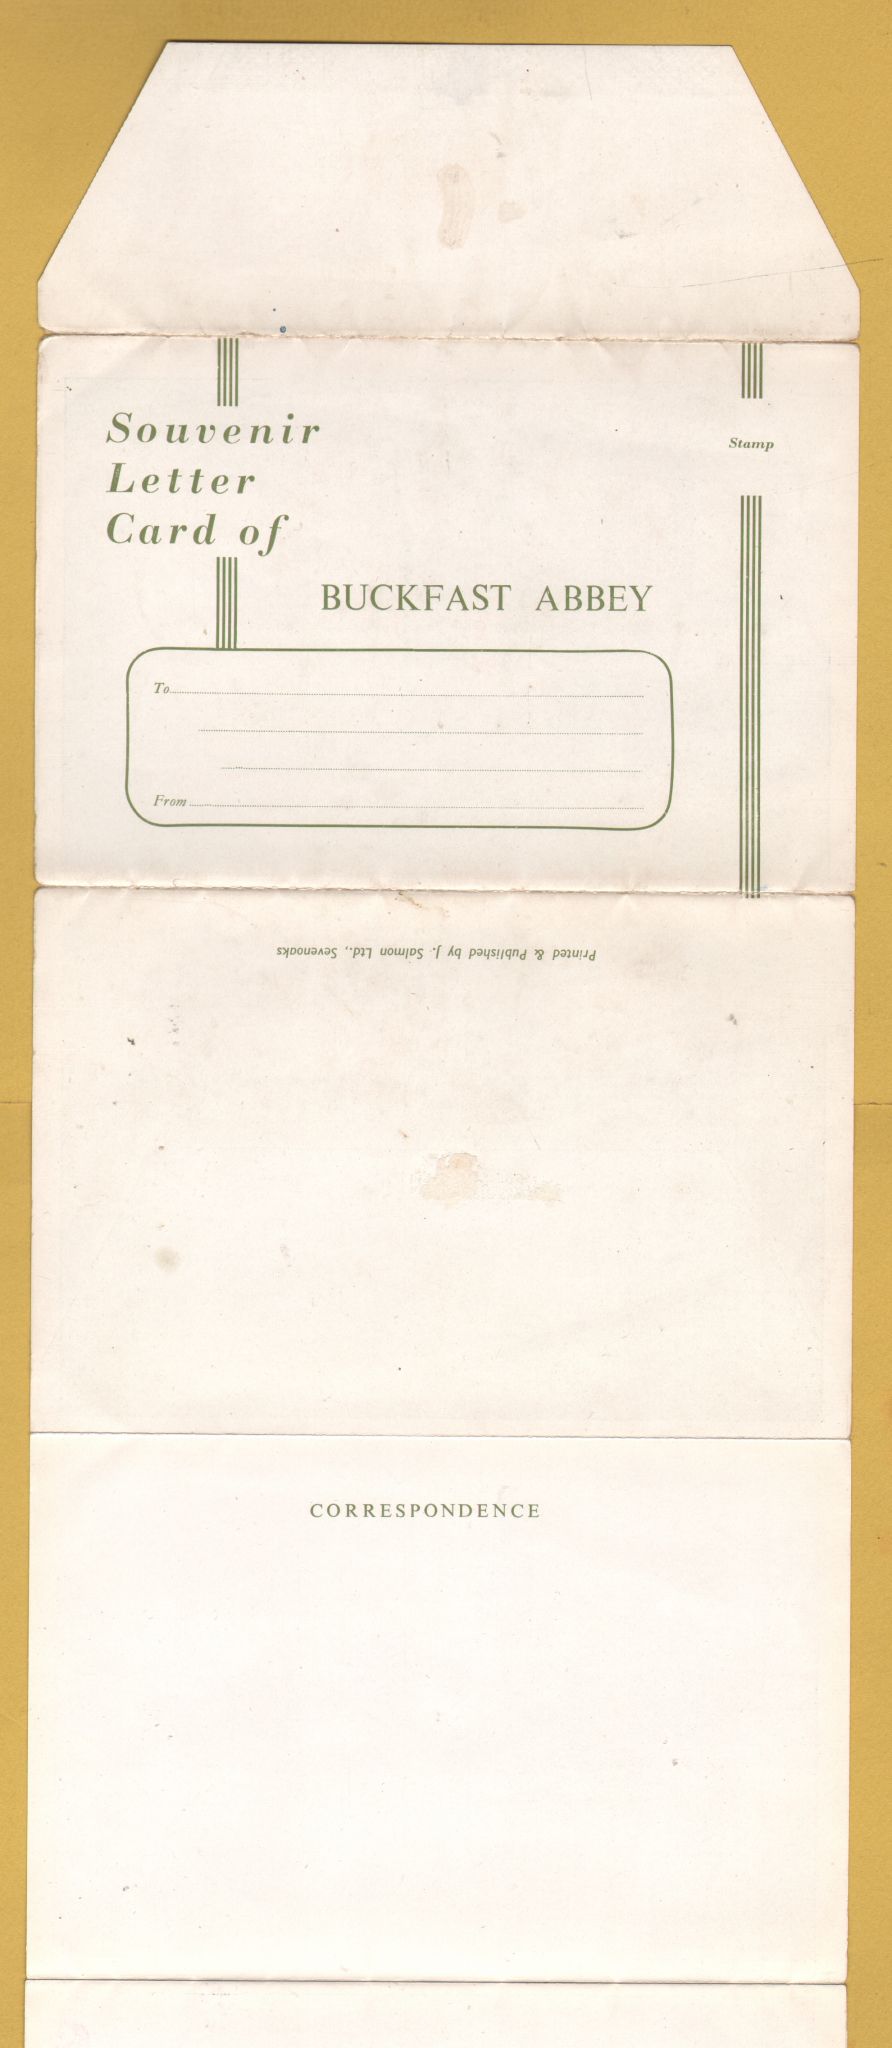 Souvenir
Letter
Card of
Stamp
BUCKFAST ABBEY
To
From
Printed & Published by J. Salmon Ltd., Sevenoaks
CORRESPONDENCE